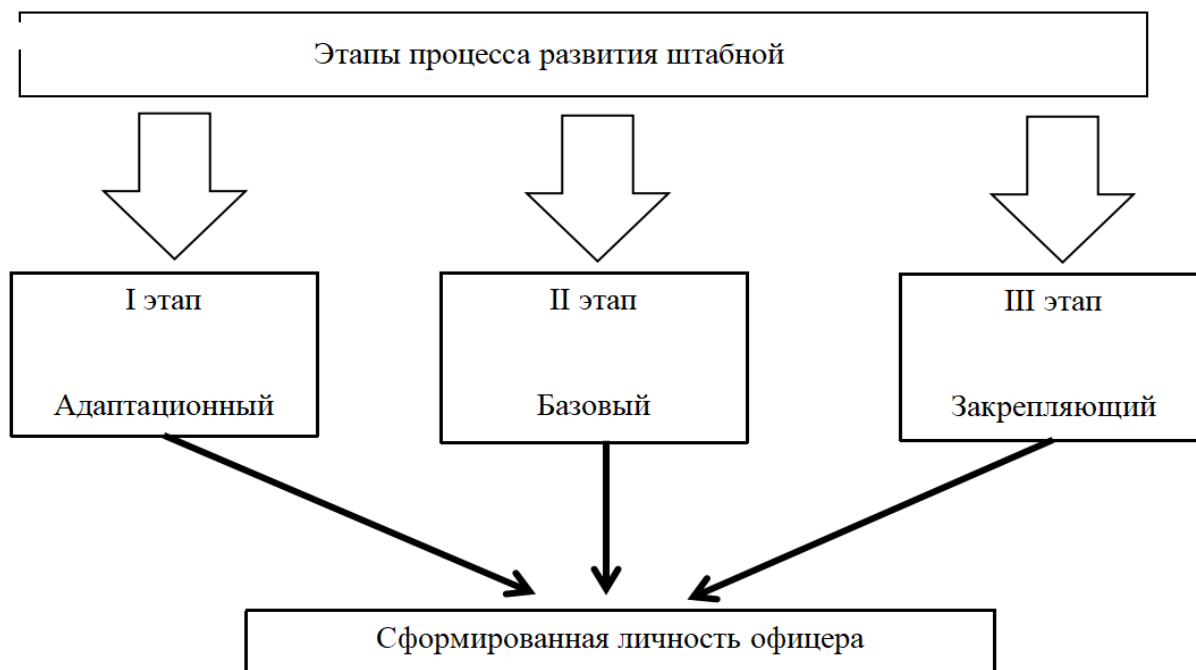 Этапы процесса развития штабной
I этап
Адаптационный
II этап
Базовый
III этап
Закрепляющий
Сформированная личность офицера